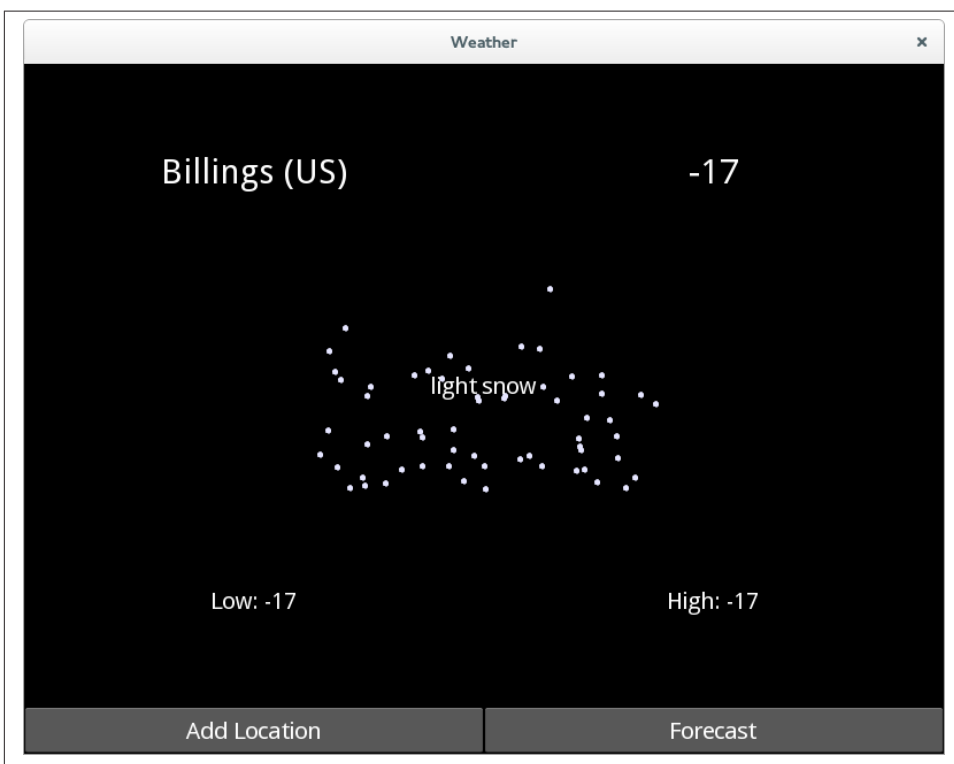 Weather ×
Billings (US) -17
light snow
Low: -17 High: -17
Add Location Forecast